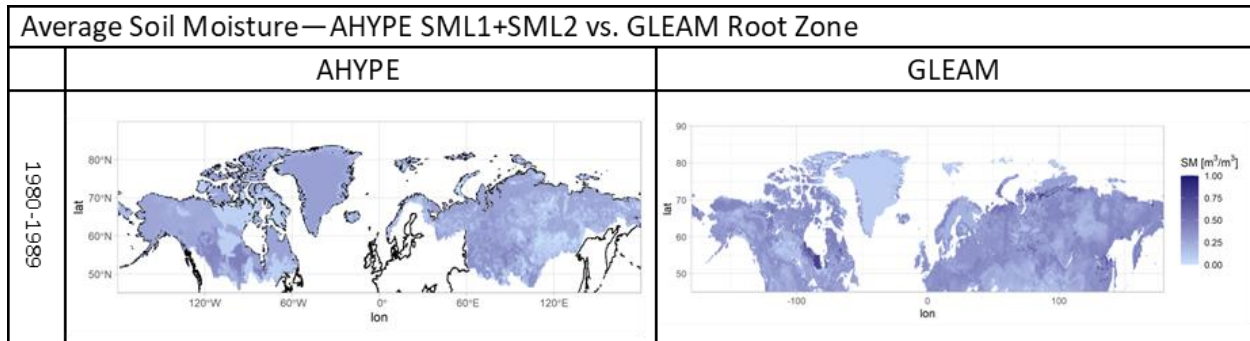 Average Soil Moisture—AHYPE SML1+SML2 vs. GLEAM Root Zone
AHYPE
GLEAM
1980-1989
80°N
70°N
60°N
50°N
lat
120°W
60°W
0°
60°E
120°E
lon
90
80
70
60
50
lat
-100
0
100
lon
SM [m³/m³]
1.00
0.75
0.50
0.25
0.00